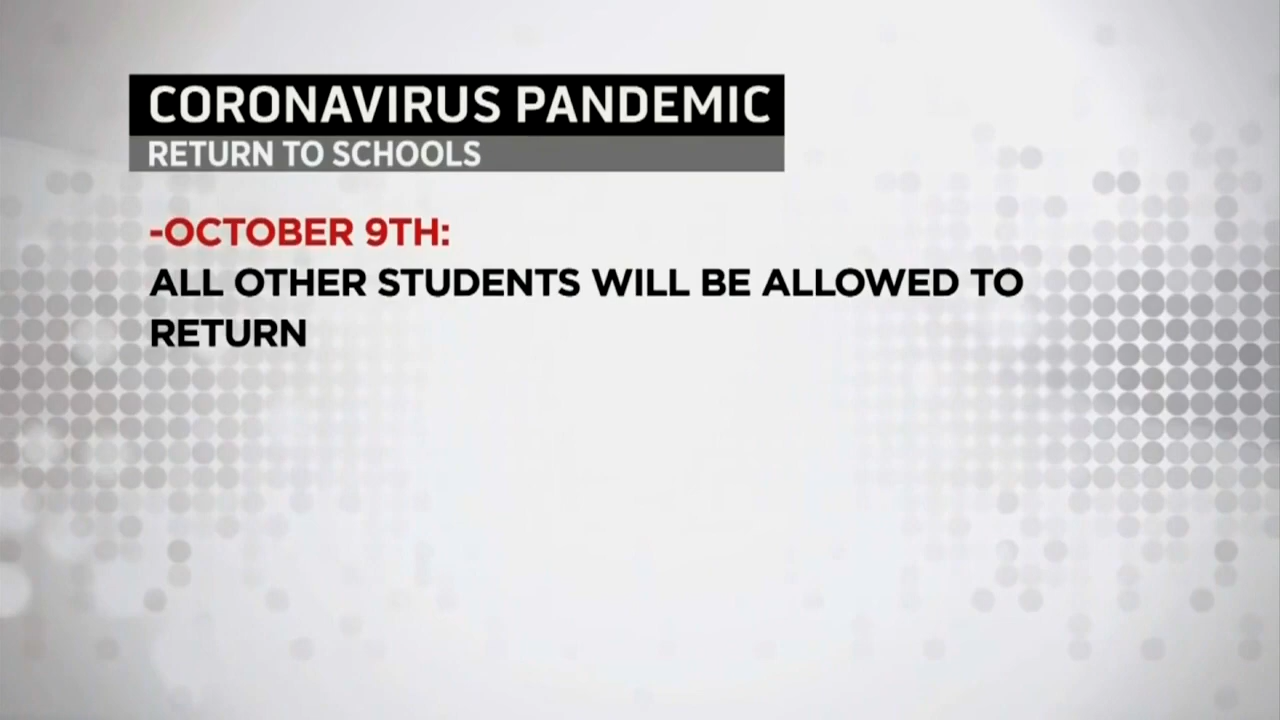 CORONAVIRUS PANDEMIC
RETURN TO SCHOOLS
-OCTOBER 9TH:
ALL OTHER STUDENTS WILL BE ALLOWED TO
RETURN